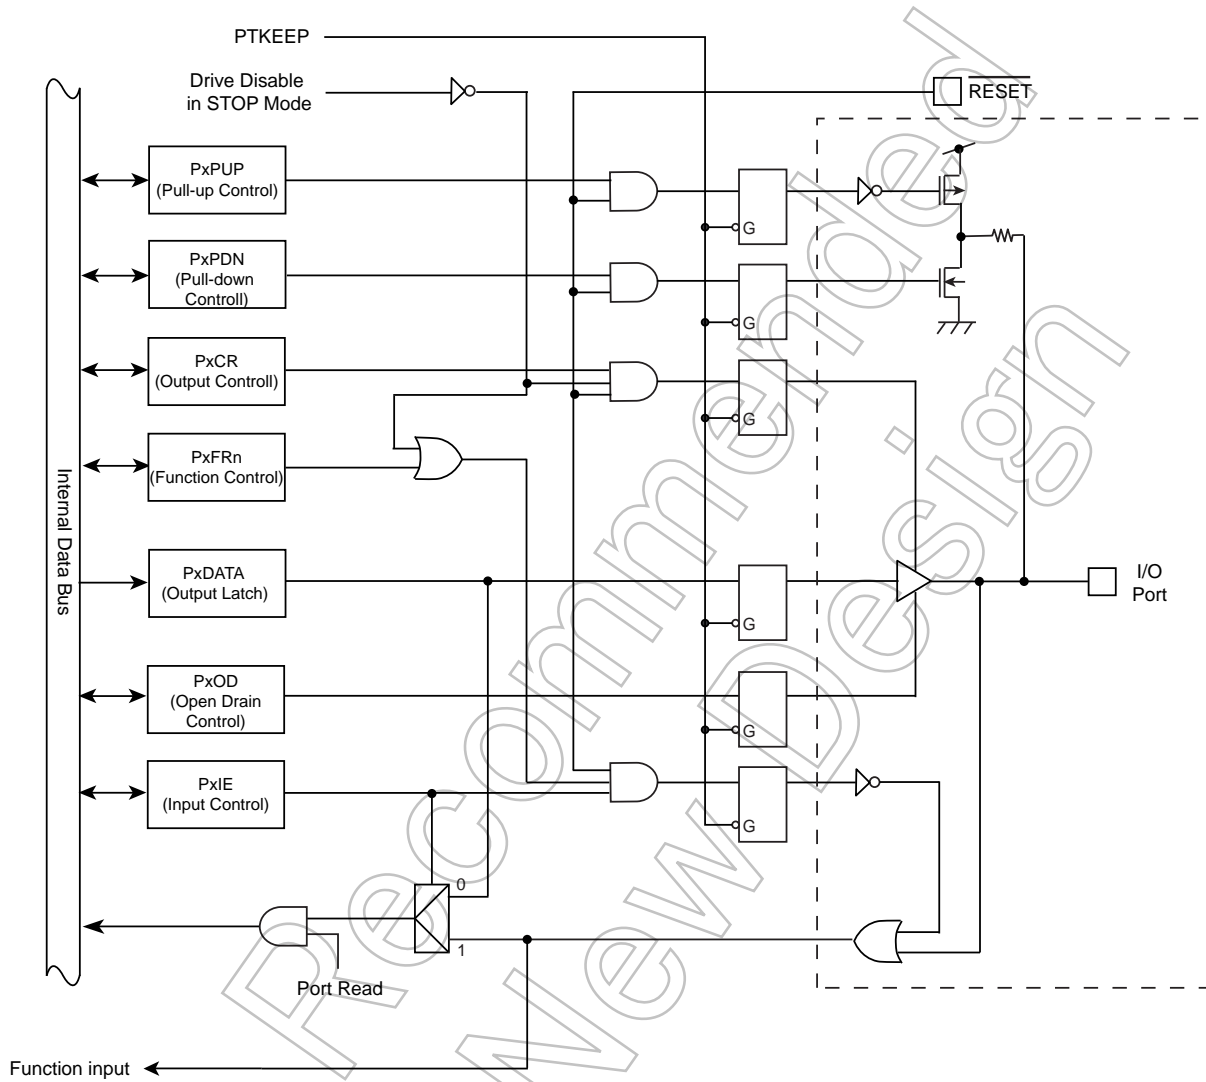 PTKEEP
Drive Disable
in STOP Mode
RESET
PxPUP
(Pull-up Control)
G
PxPDN
(Pull-down
Controll)
G
PxCR
(Output Controll)
G
PxFRn
(Function Control)
Internal Data Bus
PxDATA
(Output Latch)
G
I/O
Port
PxOD
(Open Drain
Control)
G
PxIE
(Input Control)
G
0
1
Port Read
Function input
Recommended
New Design